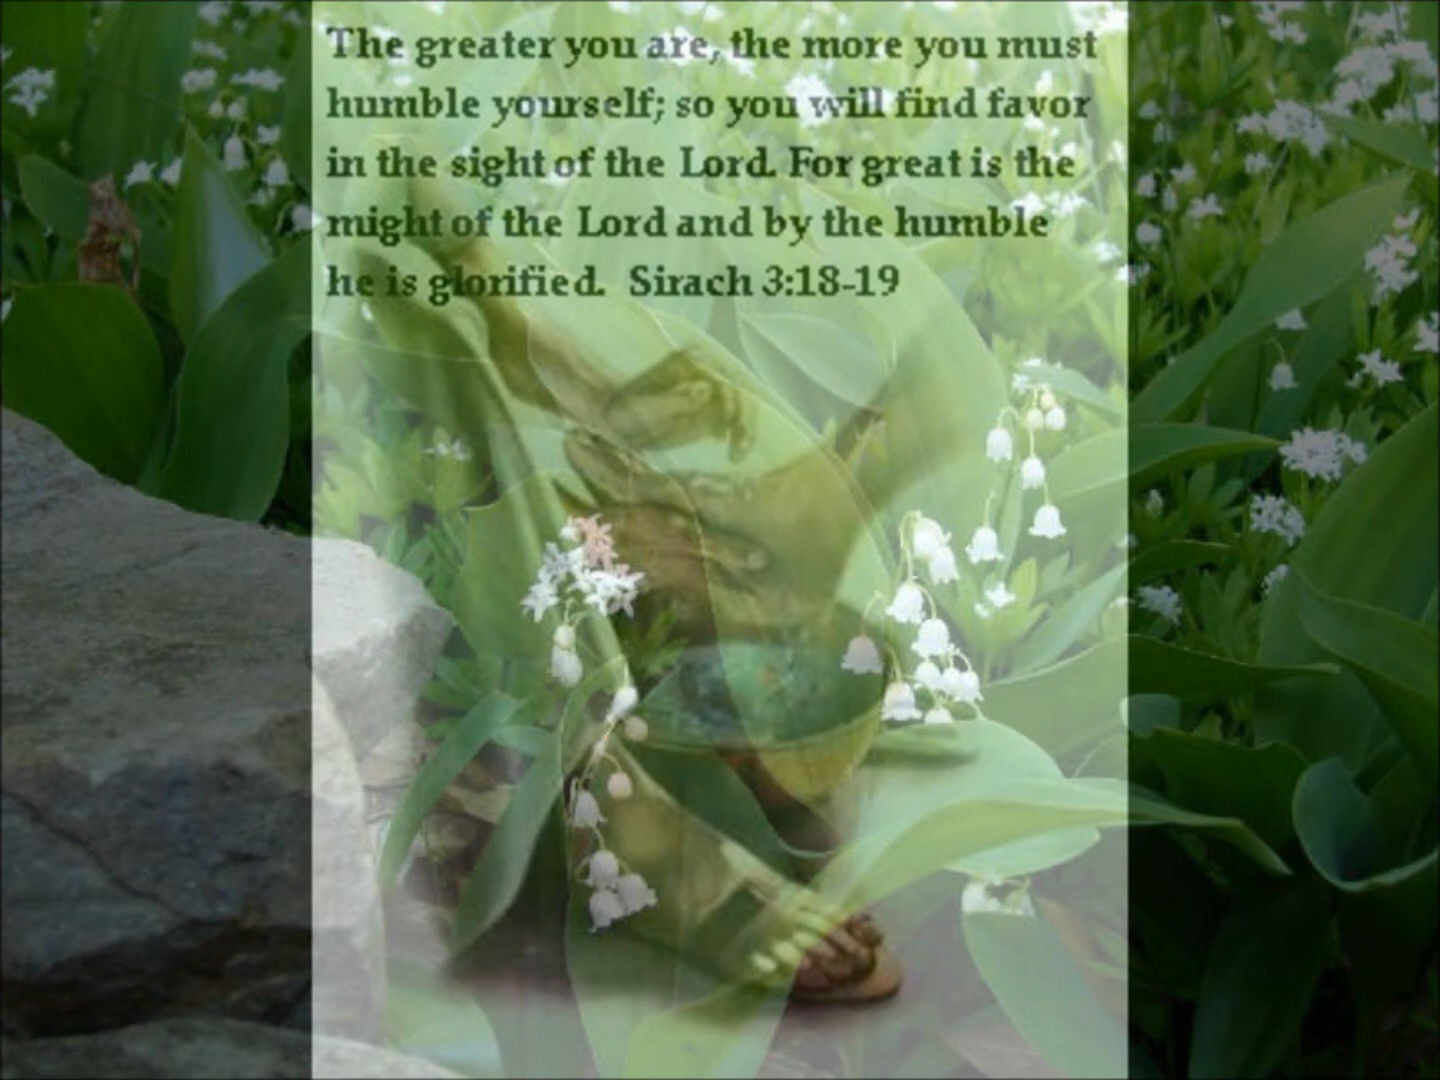 The greater you are, the more you must
humble yourself; so you will find favor
in the sight of the Lord. For great is the
might of the Lord and by the humble
he is glorified.  Sirach 3:18-19